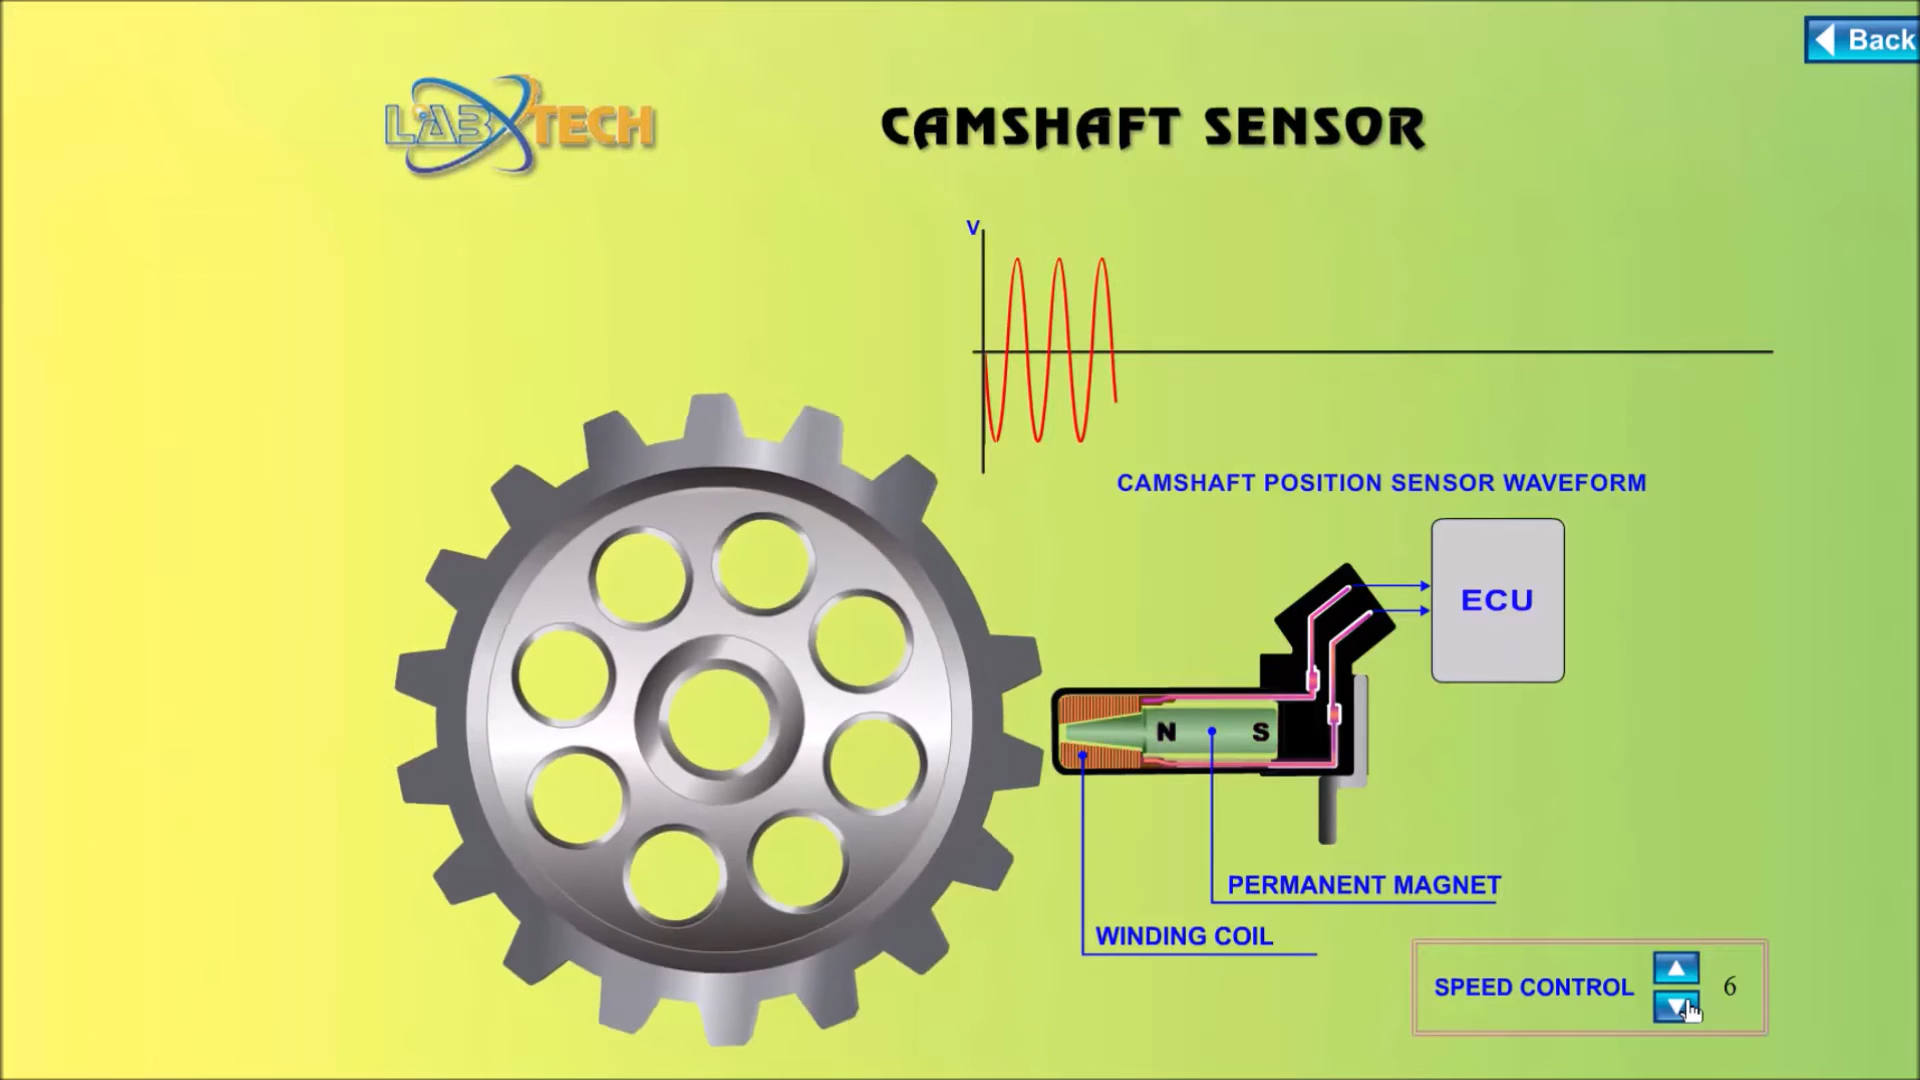 Back
LABTECH
CAMSHAFT SENSOR
V
CAMSHAFT POSITION SENSOR WAVEFORM
ECU
N S
PERMANENT MAGNET
WINDING COIL
SPEED CONTROL 6